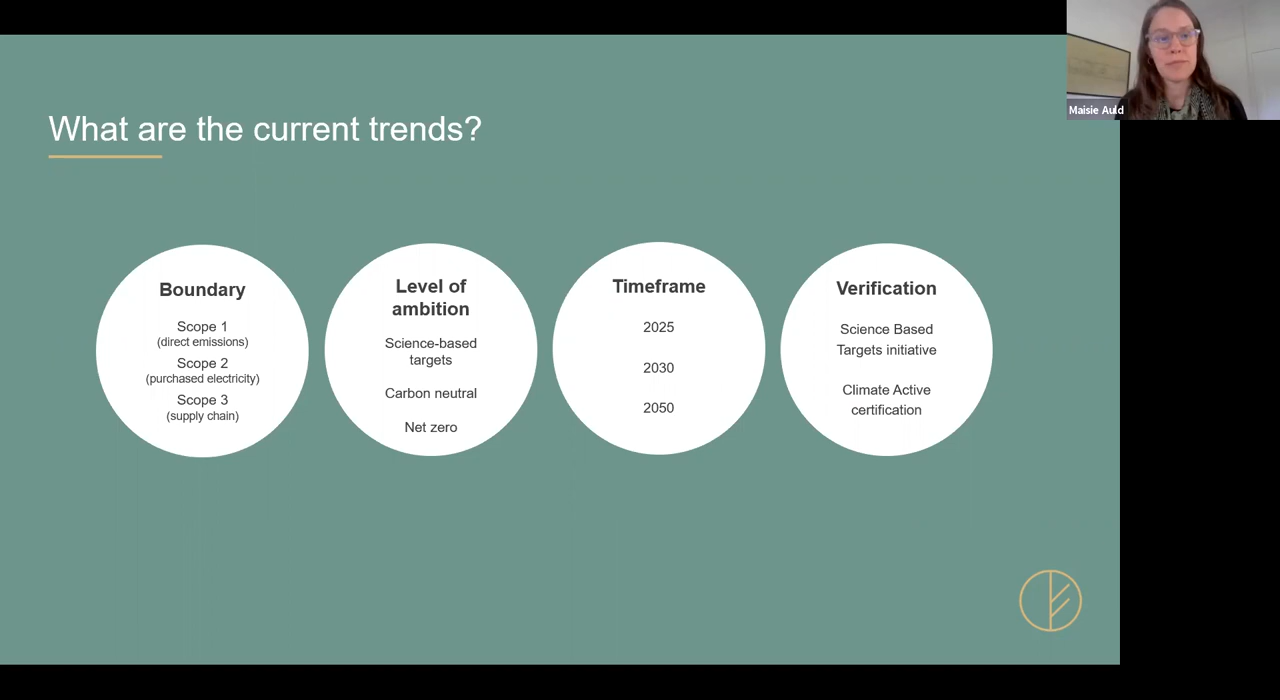 What are the current trends?
Boundary
Scope 1
(direct emissions)
Scope 2
(purchased electricity)
Scope 3
(supply chain)
Level of
ambition
Science-based
targets
Carbon neutral
Net zero
Timeframe
2025
2030
2050
Verification
Science Based
Targets initiative
Climate Active
certification
Maisie Auld